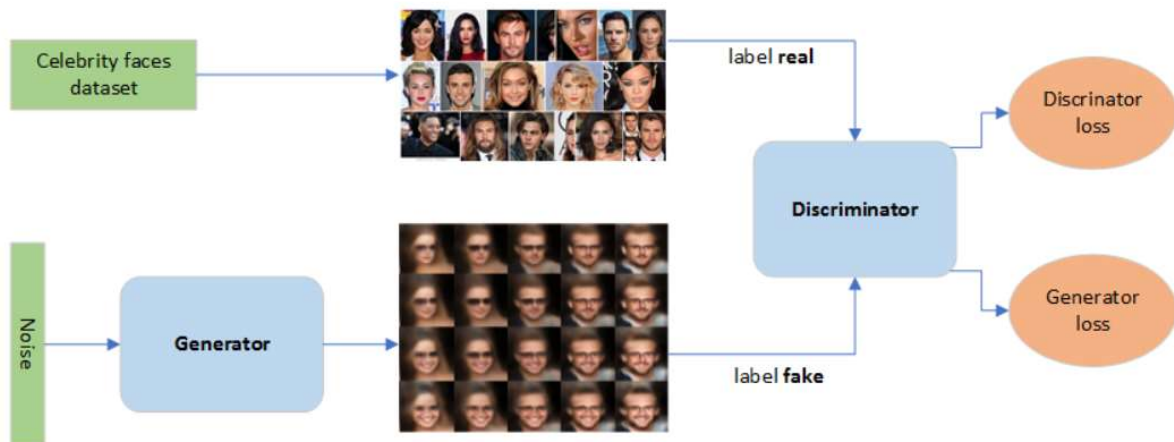 Celebrity faces
dataset
label real
Discrinator
loss
Discriminator
Noise
Generator
Generator
loss
label fake